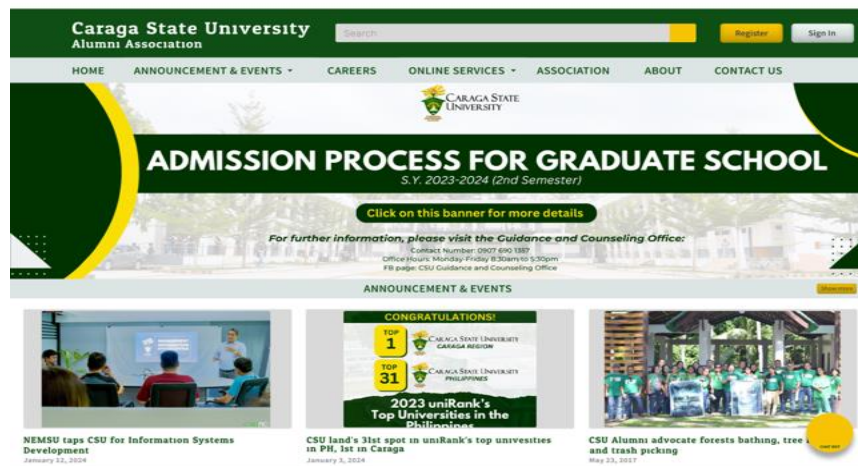 Caraga State University
Alumni Association
Search
Register
Sign In
HOME
ANNOUNCEMENT & EVENTS
CAREERS
ONLINE SERVICES
ASSOCIATION
ABOUT
CONTACT US
CARAGA STATE
UNIVERSITY
ADMISSION PROCESS FOR GRADUATE SCHOOL
S.Y. 2023-2024 (2nd Semester)
Click on this banner for more details
For further information, please visit the Guidance and Counseling Office:
Contact Number: 0907 690 1357
Office Hours: Monday-Friday 8:30am to 5:30pm
FB page: CSU Guidance and Counseling Office
ANNOUNCEMENT & EVENTS
Show more
CONGRATULATIONS!
TOP
1
CARAGA STATE UNIVERSITY
CARAGA REGION
TOP
31
CARAGA STATE UNIVERSITY
PHILIPPINES
2023 uniRank's
Top Universities in the
Philippines
NEMSU taps CSU for Information Systems
Development
January 12, 2024
CSU land's 31st spot in uniRank's top univesities
in PH, 1st in Caraga
January 3, 2024
CSU Alumni advocate forests bathing, tree
and trash picking
May 23, 2017
CHAT BOT